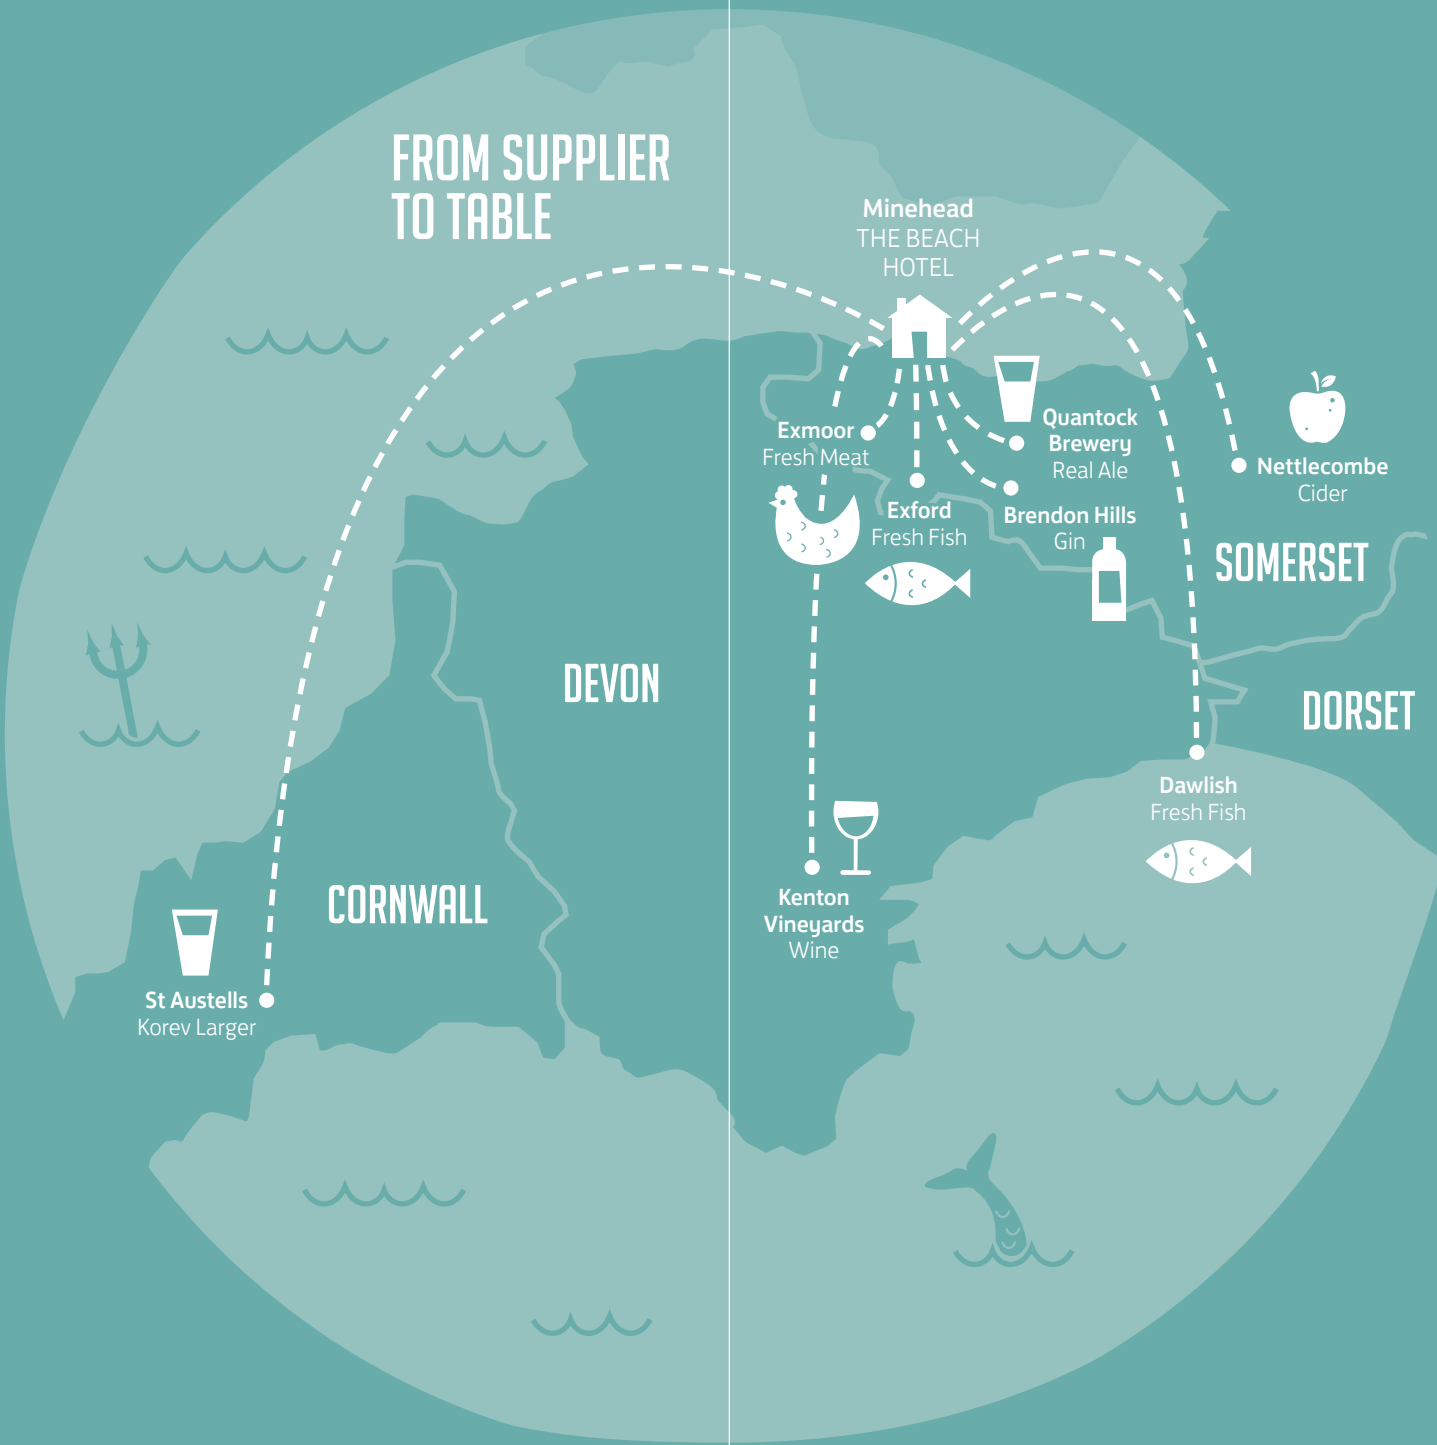 FROM SUPPLIER
TO TABLE
Minehead
THE BEACH
HOTEL
Exmoor
Fresh Meat
Quantock
Brewery
Real Ale
Nettlecombe
Cider
Exford
Fresh Fish
Brendon Hills
Gin
SOMERSET
DEVON
DORSET
Dawlish
Fresh Fish
CORNWALL
Kenton
Vineyards
Wine
St Austells
Korev Larger